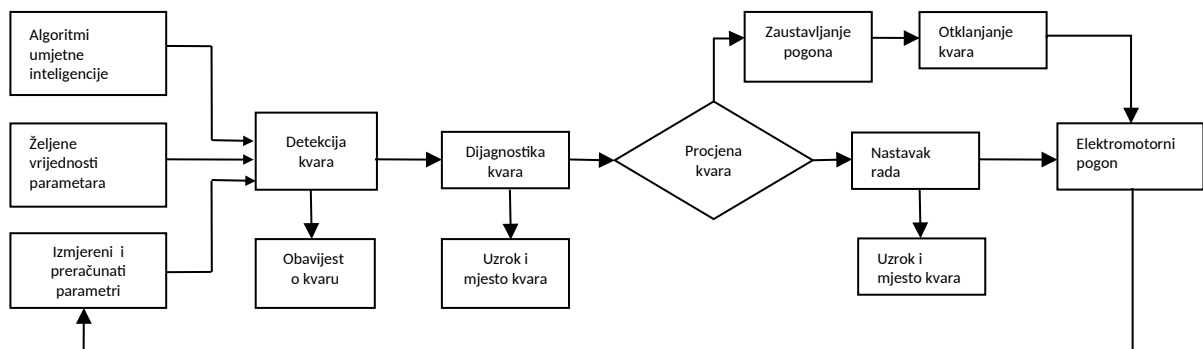 Algoritmi
umjetne
inteligencije
Željene
vrijednosti
parametara
Izmjereni i
preračunati
parametri
Detekcija
kvara
Obavijest
o kvaru
Dijagnostika
kvara
Uzrok i
mjesto kvara
Procjena
kvara
Zaustavljanje
pogona
Otklanjanje
kvara
Nastavak
rada
Uzrok i
mjesto kvara
Elektromotorni
pogon